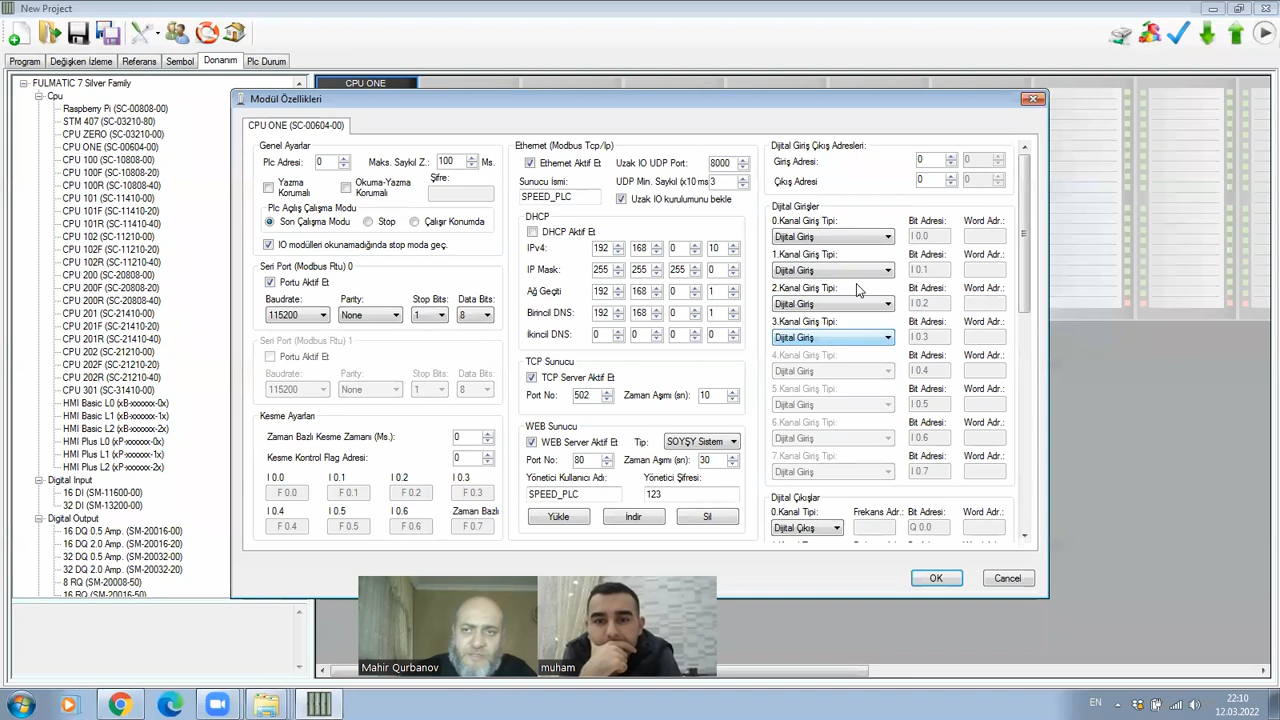 New Project
Program
Değişken İzleme
Referans
Sembol
Donanım
Plc Durum
FULMATIC 7 Silver Family
Cpu
Raspberry Pi (SC-00808-00)
STM 407 (SC-03210-80)
CPU ZERO (SC-03210-00)
CPU ONE (SC-00604-00)
CPU 100 (SC-10808-00)
CPU 100F (SC-10808-20)
CPU 100R (SC-10808-40)
CPU 101 (SC-11410-00)
CPU 101F (SC-11410-20)
CPU 101R (SC-11410-40)
CPU 102 (SC-11210-00)
CPU 102F (SC-11210-20)
CPU 102R (SC-11210-40)
CPU 200 (SC-20808-00)
CPU 200F (SC-20808-20)
CPU 200R (SC-20808-40)
CPU 201 (SC-21410-00)
CPU 201F (SC-21410-20)
CPU 201R (SC-21410-40)
CPU 202 (SC-21210-00)
CPU 202F (SC-21210-20)
CPU 202R (SC-21210-40)
CPU 301 (SC-31410-00)
HMI Basic L0 (xB-xxxxxx-0x)
HMI Basic L1 (xB-xxxxxx-1x)
HMI Basic L2 (xB-xxxxxx-2x)
HMI Plus L0 (xP-xxxxxx-0x)
HMI Plus L1 (xP-xxxxxx-1x)
HMI Plus L2 (xP-xxxxxx-2x)
Digital Input
16 DI (SM-11600-00)
32 DI (SM-13200-00)
Digital Output
16 DQ 0.5 Amp. (SM-20016-00)
16 DQ 2.0 Amp. (SM-20016-20)
32 DQ 0.5 Amp. (SM-20032-00)
32 DQ 2.0 Amp. (SM-20032-20)
8 RQ (SM-20008-50)
16 RQ (SM-20016-50)
CPU ONE
Modül Özellikleri
CPU ONE (SC-00604-00)
Genel Ayarlar
Plc Adresi: 0 Maks. Saykıl Z.: 100 Ms.
Yazma Korumalı
Okuma-Yazma Korumalı
Şifre:
Plc Açılış Çalışma Modu
Son Çalışma Modu Stop Çalışır Konumda
IO modülleri okunamadığında stop moda geç.
Seri Port (Modbus Rtu) 0
Portu Aktif Et
Baudrate: Parity: Stop Bits: Data Bits:
115200 None 1 8
Seri Port (Modbus Rtu) 1
Portu Aktif Et
Baudrate: Parity: Stop Bits: Data Bits:
115200 None 1 8
Kesme Ayarları
Zaman Bazlı Kesme Zamanı (Ms.): 0
Kesme Kontrol Flag Adresi: 0
I 0.0 I 0.1 I 0.2 I 0.3
F 0.0 F 0.1 F 0.2 F 0.3
I 0.4 I 0.5 I 0.6 Zaman Bazlı
F 0.4 F 0.5 F 0.6 F 0.7
Ethernet (Modbus Tcp/Ip)
Ethernet Aktif Et Uzak IO UDP Port: 8000
Sunucu İsmi: UDP Min. Saykıl (x10 ms 3
SPEED_PLC Uzak IO kurulumunu bekle
DHCP
DHCP Aktif Et
IPv4: 192 168 0 10
IP Mask: 255 255 255 0
Ağ Geçiti 192 168 0 1
Birincil DNS: 192 168 0 1
İkincil DNS: 0 0 0 0
TCP Sunucu
TCP Server Aktif Et
Port No: 502 Zaman Aşımı (sn): 10
WEB Sunucu
WEB Server Aktif Et Tip: SOYŞY Sistem
Port No: 80 Zaman Aşımı (sn): 30
Yönetici Kullanıcı Adı: Yönetici Şifresi:
SPEED_PLC 123
Yükle İndir Sil
Dijital Giriş Çıkış Adresleri:
Giriş Adresi: 0 0
Çıkış Adresi 0 0
Dijital Girişler
0.Kanal Giriş Tipi: Bit Adresi: Word Adr.:
Dijital Giriş I 0.0
1.Kanal Giriş Tipi: Bit Adresi: Word Adr.:
Dijital Giriş I 0.1
2.Kanal Giriş Tipi: Bit Adresi: Word Adr.:
Dijital Giriş I 0.2
3.Kanal Giriş Tipi: Bit Adresi: Word Adr.:
Dijital Giriş I 0.3
4.Kanal Giriş Tipi: Bit Adresi: Word Adr.:
Dijital Giriş I 0.4
5.Kanal Giriş Tipi: Bit Adresi: Word Adr.:
Dijital Giriş I 0.5
6.Kanal Giriş Tipi: Bit Adresi: Word Adr.:
Dijital Giriş I 0.6
7.Kanal Giriş Tipi: Bit Adresi: Word Adr.:
Dijital Giriş I 0.7
Dijital Çıkışlar
0.Kanal Tipi: Frekans Adr.: Bit Adresi: Word Adr.:
Dijital Çıkış Q 0.0
OK Cancel
Mahir Qurbanov
muham
EN
22:10
12.03.2022